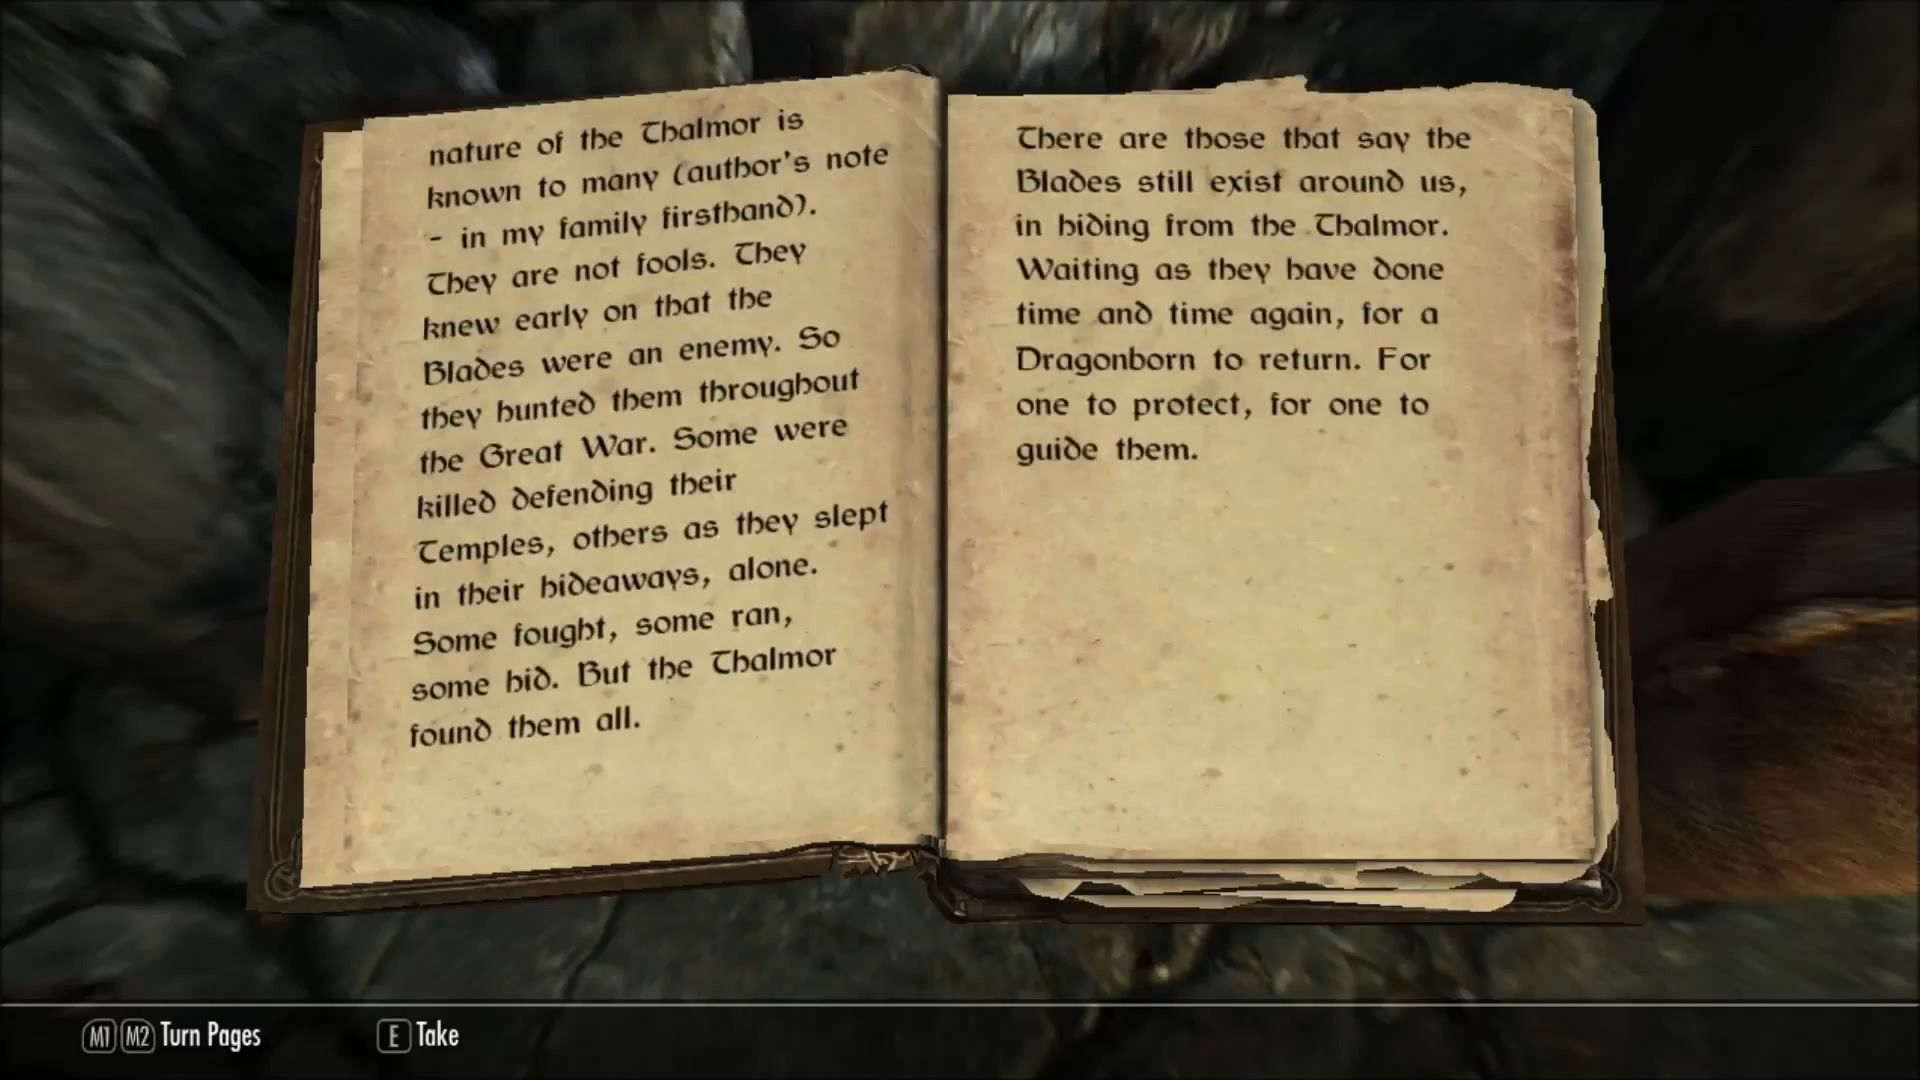 nature of the Thalmor is
known to many (author's note
- in my family firsthand).
They are not fools. They
knew early on that the
Blades were an enemy. So
they hunted them throughout
the Great War. Some were
killed defending their
Temples, others as they slept
in their hideaways, alone.
Some fought, some ran,
some hid. But the Thalmor
found them all.
There are those that say the
Blades still exist around us,
in hiding from the Thalmor.
Waiting as they have done
time and time again, for a
Dragonborn to return. For
one to protect, for one to
guide them.
M1 M2 Turn Pages E Take